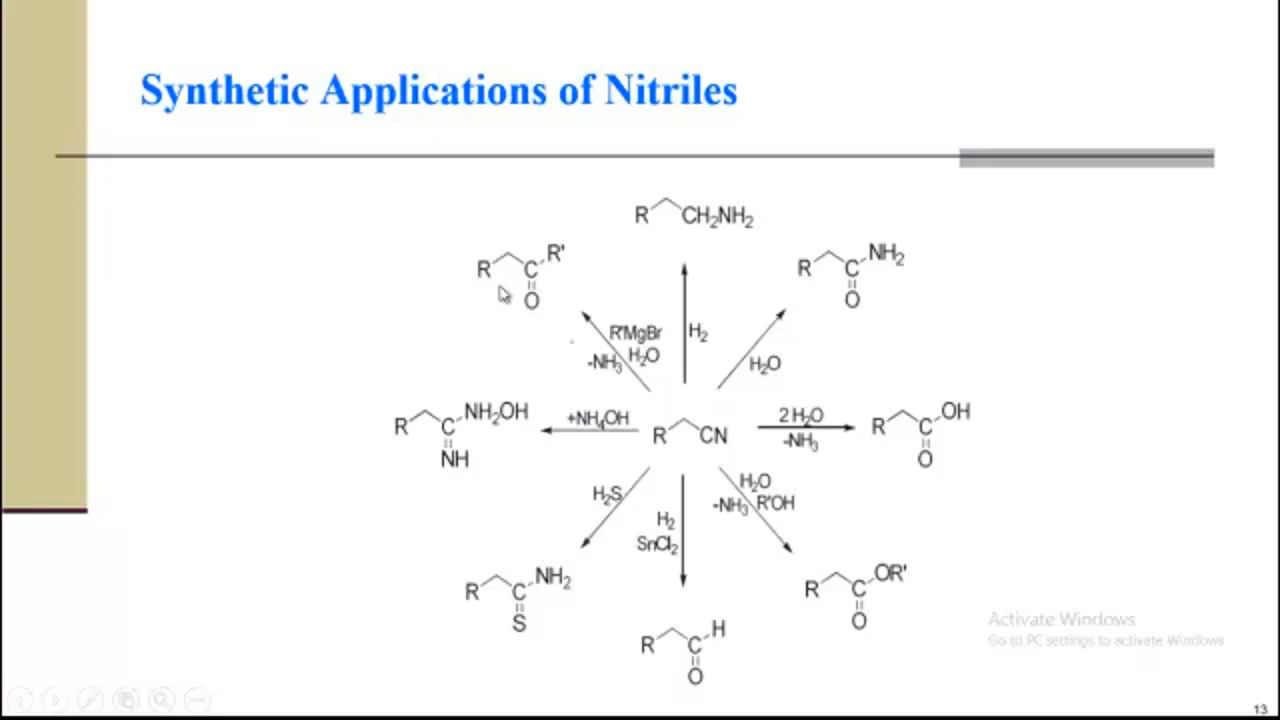 Synthetic Applications of Nitriles
R CH₂NH₂
R C R' O
R C NH₂ O
R'MgBr
-NH₃ H₂O
H₂
H₂O
R C NH₂OH NH
+NH₄OH
R CN
2 H₂O
-NH₃
R C OH O
H₂S
H₂
SnCl₂
H₂O
-NH₃ R'OH
R C NH₂ S
R C H O
R C OR' O
Activate Windows
Go to PC settings to activate Windows
13